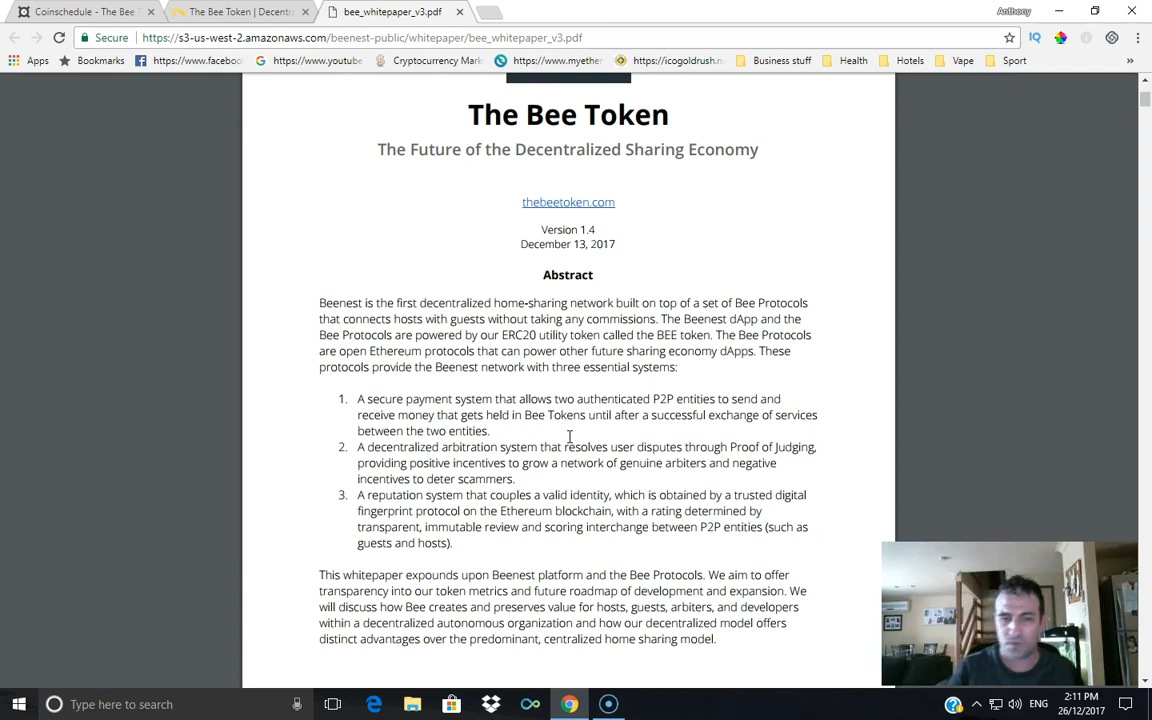 Coinschedule - The Bee T
The Bee Token | Decentr
bee_whitepaper_v3.pdf
Anthony
Secure
https://s3-us-west-2.amazonaws.com/beenest-public/whitepaper/bee_whitepaper_v3.pdf
Apps
Bookmarks
https://www.faceboo
https://www.youtube
Cryptocurrency Mark
https://www.myether
https://icogoldrush.n
Business stuff
Health
Hotels
Vape
Sport
The Bee Token
The Future of the Decentralized Sharing Economy
thebeetoken.com
Version 1.4
December 13, 2017
Abstract
Beenest is the first decentralized home-sharing network built on top of a set of Bee Protocols
that connects hosts with guests without taking any commissions. The Beenest dApp and the
Bee Protocols are powered by our ERC20 utility token called the BEE token. The Bee Protocols
are open Ethereum protocols that can power other future sharing economy dApps. These
protocols provide the Beenest network with three essential systems:
1. A secure payment system that allows two authenticated P2P entities to send and
receive money that gets held in Bee Tokens until after a successful exchange of services
between the two entities.
2. A decentralized arbitration system that resolves user disputes through Proof of Judging,
providing positive incentives to grow a network of genuine arbiters and negative
incentives to deter scammers.
3. A reputation system that couples a valid identity, which is obtained by a trusted digital
fingerprint protocol on the Ethereum blockchain, with a rating determined by
transparent, immutable review and scoring interchange between P2P entities (such as
guests and hosts).
This whitepaper expounds upon Beenest platform and the Bee Protocols. We aim to offer
transparency into our token metrics and future roadmap of development and expansion. We
will discuss how Bee creates and preserves value for hosts, guests, arbiters, and developers
within a decentralized autonomous organization and how our decentralized model offers
distinct advantages over the predominant, centralized home sharing model.
Type here to search
ENG
2:11 PM
26/12/2017